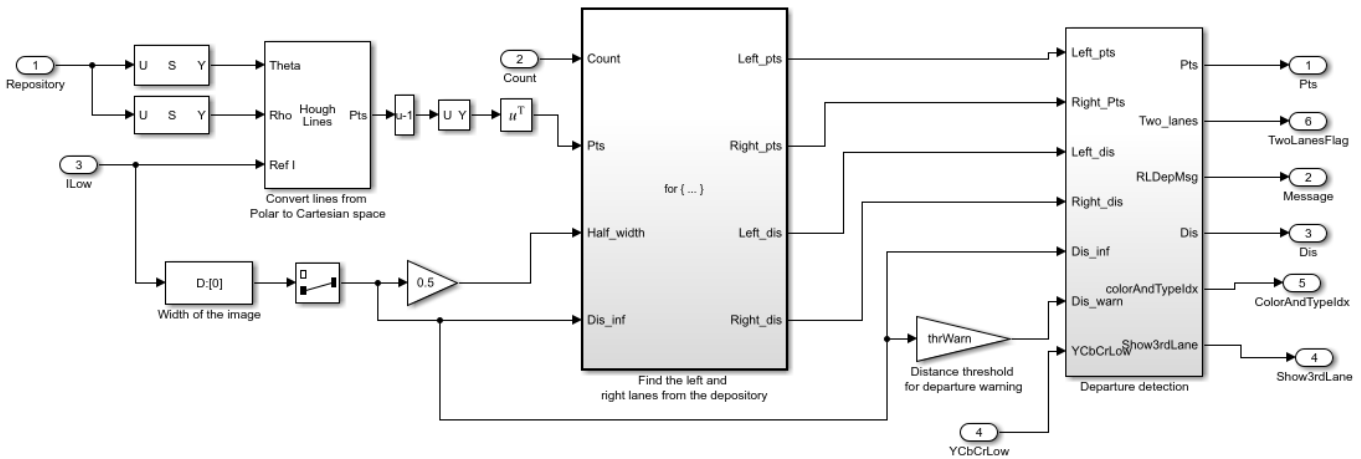 1
Repository
U S Y
U S Y
Theta
Rho
Ref I
Hough
Lines
Pts
Convert lines from
Polar to Cartesian space
u-1
U Y
uᵀ
3
ILow
D:[0]
Width of the image
0.5
2
Count
Count
Pts
Half_width
Dis_inf
for { ... }
Left_pts
Right_pts
Left_dis
Right_dis
Find the left and
right lanes from the depository
thrWarn
Distance threshold
for departure warning
4
YCbCrLow
Left_pts
Right_Pts
Left_dis
Right_dis
Dis_inf
Dis_warn
YCbCrLow
Pts
Two_lanes
RLDepMsg
Dis
colorAndTypeIdx
Show3rdLane
Departure detection
1
Pts
6
TwoLanesFlag
2
Message
3
Dis
5
ColorAndTypeIdx
4
Show3rdLane